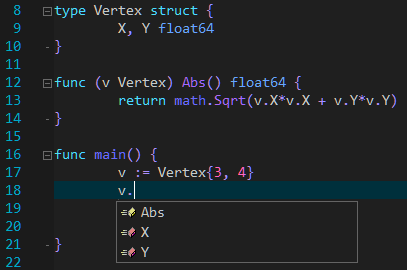 8 type Vertex struct {
9 X, Y float64
10 }
11
12 func (v Vertex) Abs() float64 {
13 return math.Sqrt(v.X*v.X + v.Y*v.Y)
14 }
15
16 func main() {
17 v := Vertex{3, 4}
18 v.
19 Abs
20 X
Y
21 }
22